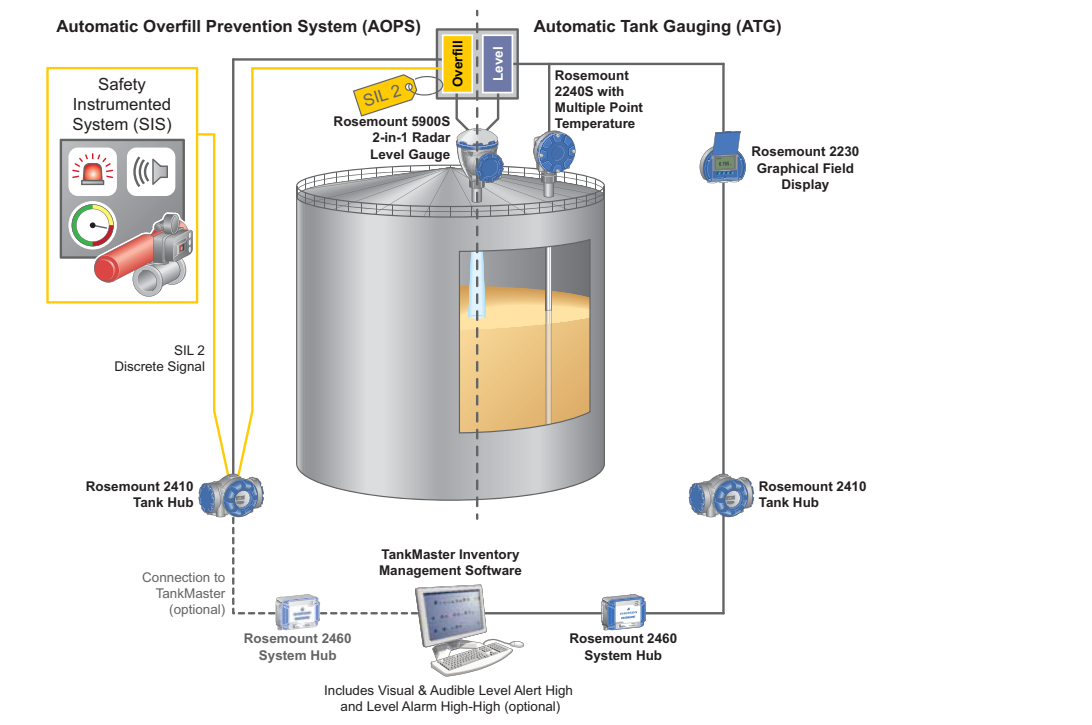 Automatic Overfill Prevention System (AOPS)
Automatic Tank Gauging (ATG)
Overfill
Level
SIL 2
Safety
Instrumented
System (SIS)
Rosemount 5900S
2-in-1 Radar
Level Gauge
Rosemount
2240S with
Multiple Point
Temperature
Rosemount 2230
Graphical Field
Display
SIL 2
Discrete Signal
Rosemount 2410
Tank Hub
Rosemount 2410
Tank Hub
Connection to
TankMaster
(optional)
TankMaster Inventory
Management Software
Rosemount 2460
System Hub
Rosemount 2460
System Hub
Includes Visual & Audible Level Alert High
and Level Alarm High-High (optional)